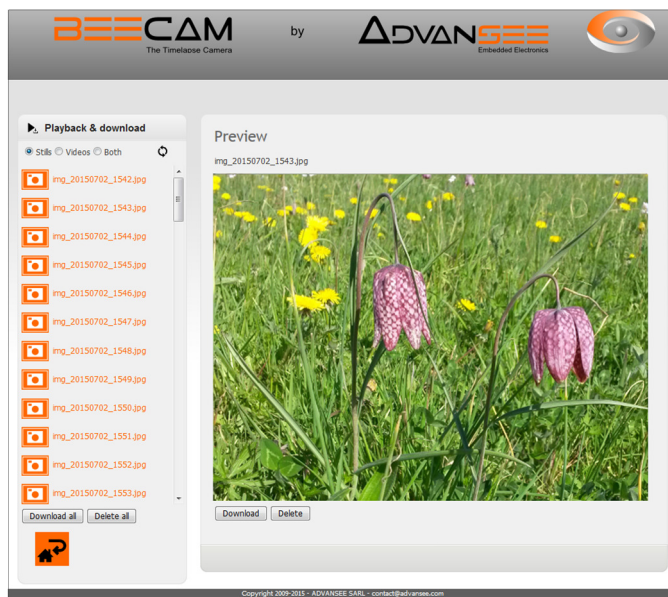 BEECAM
The Timelapse Camera
by
ADVANSEE
Embedded Electronics
Playback & download
Stills Videos Both
img_20150702_1542.jpg
img_20150702_1543.jpg
img_20150702_1544.jpg
img_20150702_1545.jpg
img_20150702_1546.jpg
img_20150702_1547.jpg
img_20150702_1548.jpg
img_20150702_1549.jpg
img_20150702_1550.jpg
img_20150702_1551.jpg
img_20150702_1552.jpg
img_20150702_1553.jpg
Download all Delete all
Preview
img_20150702_1543.jpg
Download Delete
Copyright 2009-2015 - ADVANSEE SARL - contact@advansee.com